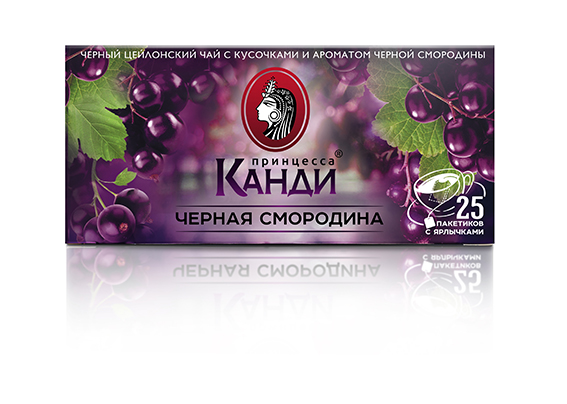 ЧЕРНЫЙ ЦЕЙЛОНСКИЙ ЧАЙ С КУСОЧКАМИ И АРОМАТОМ ЧЕРНОЙ СМОРОДИНЫ
ПРИНЦЕССА
КАНДИ®
ЧЕРНАЯ СМОРОДИНА
25
ПАКЕТИКОВ
С ЯРЛЫЧКАМИ